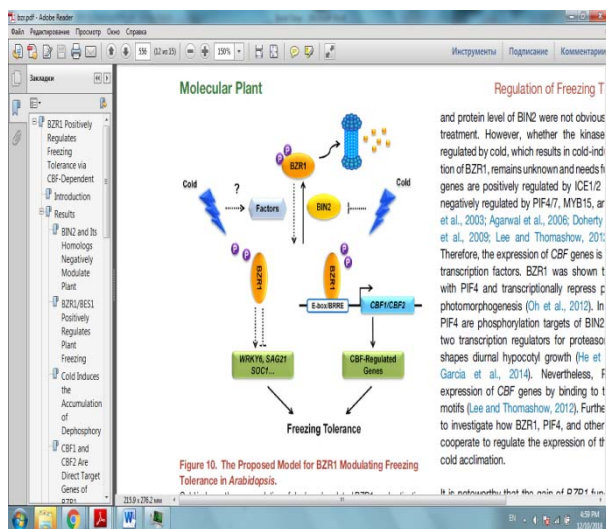 bzr.pdf - Adobe Reader
Файл Редактирование Просмотр Окно Справка
556 (12 из 15) 150%
Инструменты Подписание Комментарии
Закладки
BZR1 Positively
Regulates
Freezing
Tolerance via
CBF-Dependent
Introduction
Results
BIN2 and Its
Homologs
Negatively
Modulate
Plant
BZR1/BES1
Positively
Regulates
Plant
Freezing
Cold Induces
the
Accumulation
of
Dephosphory
CBF1 and
CBF2 Are
Direct Target
Genes of
BZR1
Molecular Plant
Regulation of Freezing T
P
P
BZR1
Cold
?
Factors
BIN2
Cold
P
P
BZR1
P
P
BZR1
E-box/BRRE
CBF1/CBF2
WRKY6, SAG21
SOC1...
CBF-Regulated
Genes
Freezing Tolerance
Figure 10. The Proposed Model for BZR1 Modulating Freezing
Tolerance in Arabidopsis.
and protein level of BIN2 were not obvious
treatment. However, whether the kinase
regulated by cold, which results in cold-ind
tion of BZR1, remains unknown and needs f
genes are positively regulated by ICE1/2
negatively regulated by PIF4/7, MYB15, an
et al., 2003; Agarwal et al., 2006; Doherty
et al., 2009; Lee and Thomashow, 2012
Therefore, the expression of CBF genes is
transcription factors. BZR1 was shown t
with PIF4 and transcriptionally repress p
photomorphogenesis (Oh et al., 2012). In
PIF4 are phosphorylation targets of BIN2
two transcription regulators for proteaso
shapes diurnal hypocotyl growth (He et
Garcia et al., 2014). Nevertheless, F
expression of CBF genes by binding to t
motifs (Lee and Thomashow, 2012). Furthe
to investigate how BZR1, PIF4, and other
cooperate to regulate the expression of th
cold acclimation.
It is noteworthy that the gain of BZR1 fun
215,9 x 276,2 мм
EN
4:59 PM